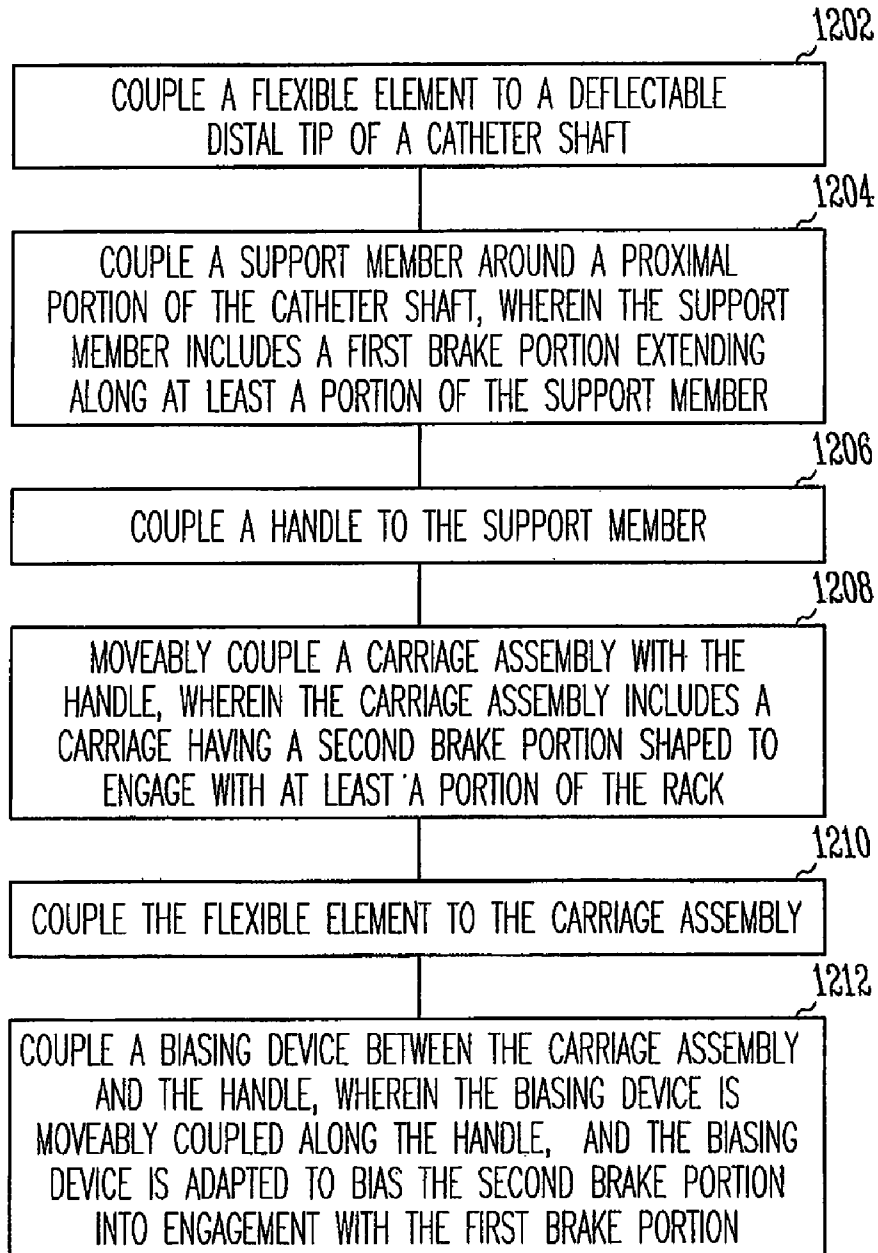 1202
COUPLE A FLEXIBLE ELEMENT TO A DEFLECTABLE
DISTAL TIP OF A CATHETER SHAFT
1204
COUPLE A SUPPORT MEMBER AROUND A PROXIMAL
PORTION OF THE CATHETER SHAFT, WHEREIN THE SUPPORT
MEMBER INCLUDES A FIRST BRAKE PORTION EXTENDING
ALONG AT LEAST A PORTION OF THE SUPPORT MEMBER
1206
COUPLE A HANDLE TO THE SUPPORT MEMBER
1208
MOVEABLY COUPLE A CARRIAGE ASSEMBLY WITH THE
HANDLE, WHEREIN THE CARRIAGE ASSEMBLY INCLUDES A
CARRIAGE HAVING A SECOND BRAKE PORTION SHAPED TO
ENGAGE WITH AT LEAST A PORTION OF THE RACK
1210
COUPLE THE FLEXIBLE ELEMENT TO THE CARRIAGE ASSEMBLY
1212
COUPLE A BIASING DEVICE BETWEEN THE CARRIAGE ASSEMBLY
AND THE HANDLE, WHEREIN THE BIASING DEVICE IS
MOVEABLY COUPLED ALONG THE HANDLE, AND THE BIASING
DEVICE IS ADAPTED TO BIAS THE SECOND BRAKE PORTION
INTO ENGAGEMENT WITH THE FIRST BRAKE PORTION